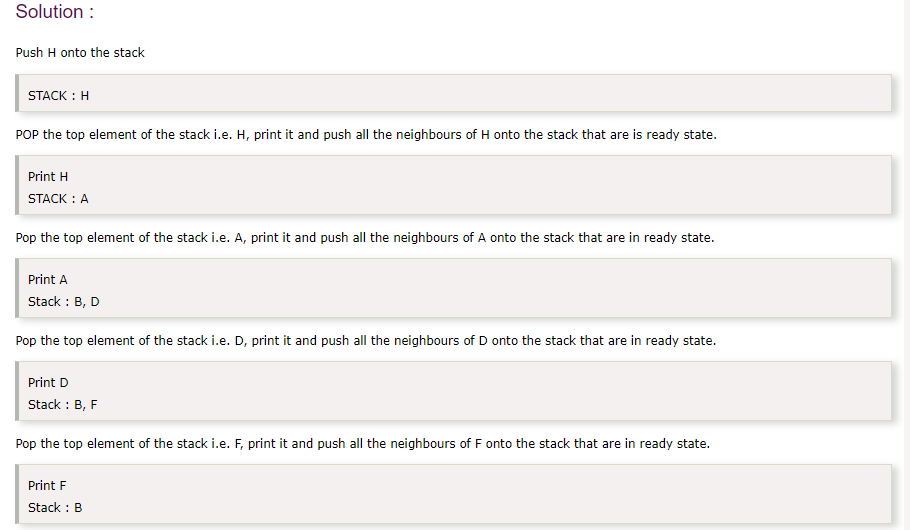 Solution :
Push H onto the stack
STACK : H
POP the top element of the stack i.e. H, print it and push all the neighbours of H onto the stack that are is ready state.
Print H
STACK : A
Pop the top element of the stack i.e. A, print it and push all the neighbours of A onto the stack that are in ready state.
Print A
Stack : B, D
Pop the top element of the stack i.e. D, print it and push all the neighbours of D onto the stack that are in ready state.
Print D
Stack : B, F
Pop the top element of the stack i.e. F, print it and push all the neighbours of F onto the stack that are in ready state.
Print F
Stack : B